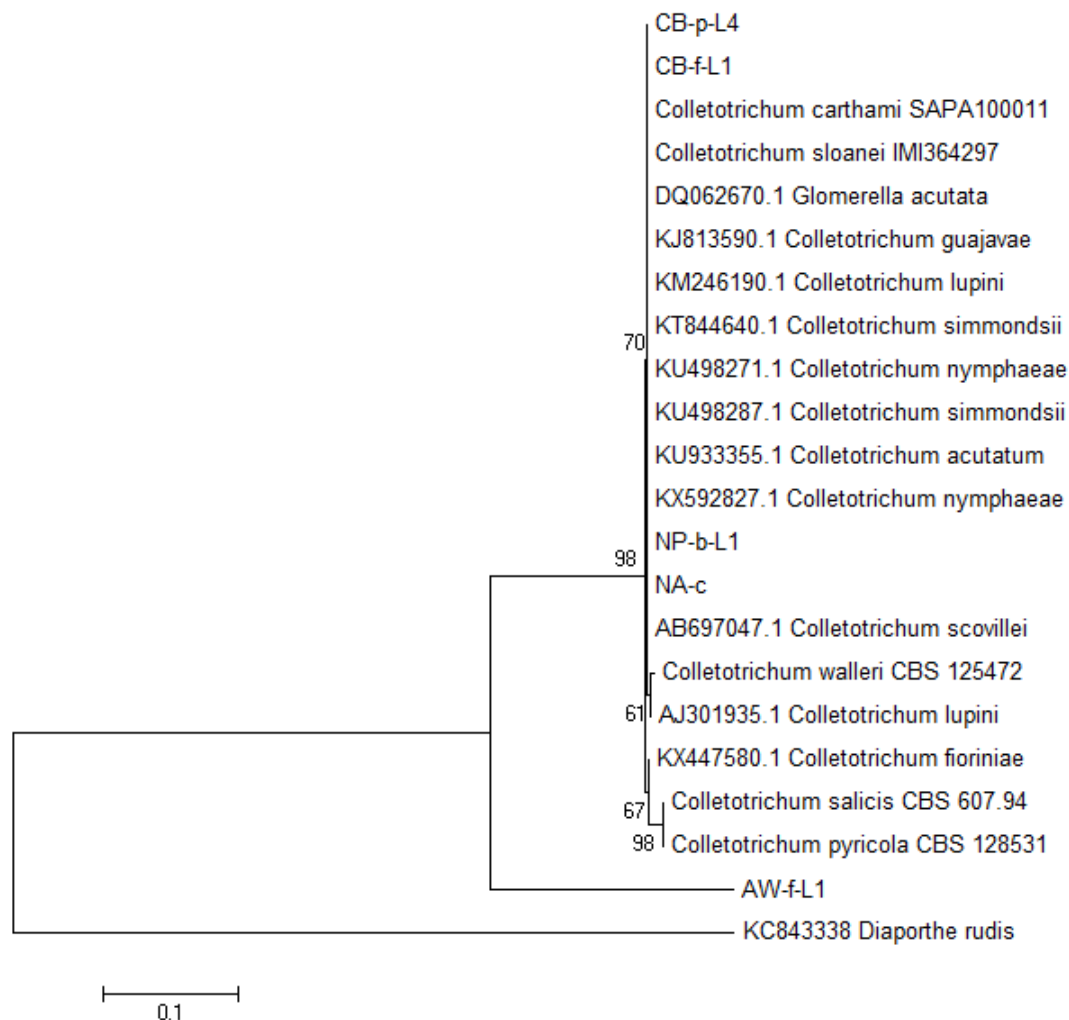 CB-p-L4
CB-f-L1
Colletotrichum carthami SAPA100011
Colletotrichum sloanei IMI364297
DQ062670.1 Glomerella acutata
KJ813590.1 Colletotrichum guajavae
KM246190.1 Colletotrichum lupini
KT844640.1 Colletotrichum simmondsii
70
KU498271.1 Colletotrichum nymphaeae
KU498287.1 Colletotrichum simmondsii
KU933355.1 Colletotrichum acutatum
KX592827.1 Colletotrichum nymphaeae
NP-b-L1
98
NA-c
AB697047.1 Colletotrichum scovillei
Colletotrichum walleri CBS 125472
61
AJ301935.1 Colletotrichum lupini
KX447580.1 Colletotrichum fioriniae
Colletotrichum salicis CBS 607.94
67
98
Colletotrichum pyricola CBS 128531
AW-f-L1
KC843338 Diaporthe rudis
0.1